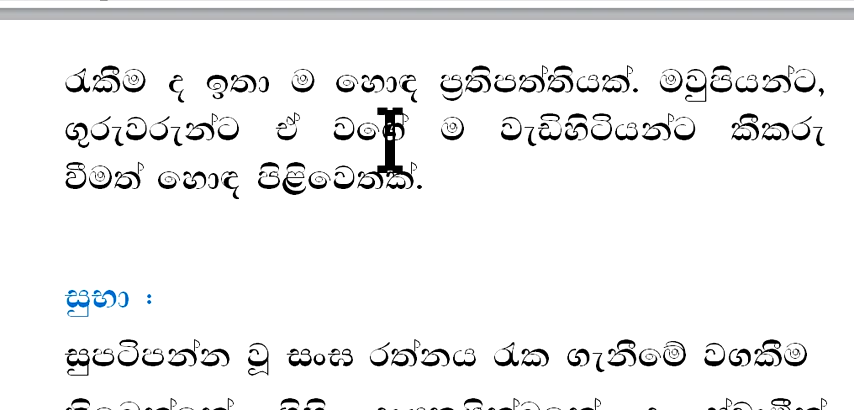 රැකීම ද ඉතා ම හොඳ ප්‍රතිපත්තියක්. මවුපියන්ට,
ගුරුවරුන්ට ඒ වගේ ම වැඩිහිටියන්ට කීකරු
වීමත් හොඳ පිළිවෙතක්.
සුභා :
සුපටිපන්න වූ සංඝ රත්නය රැක ගැනීමේ වගකීම